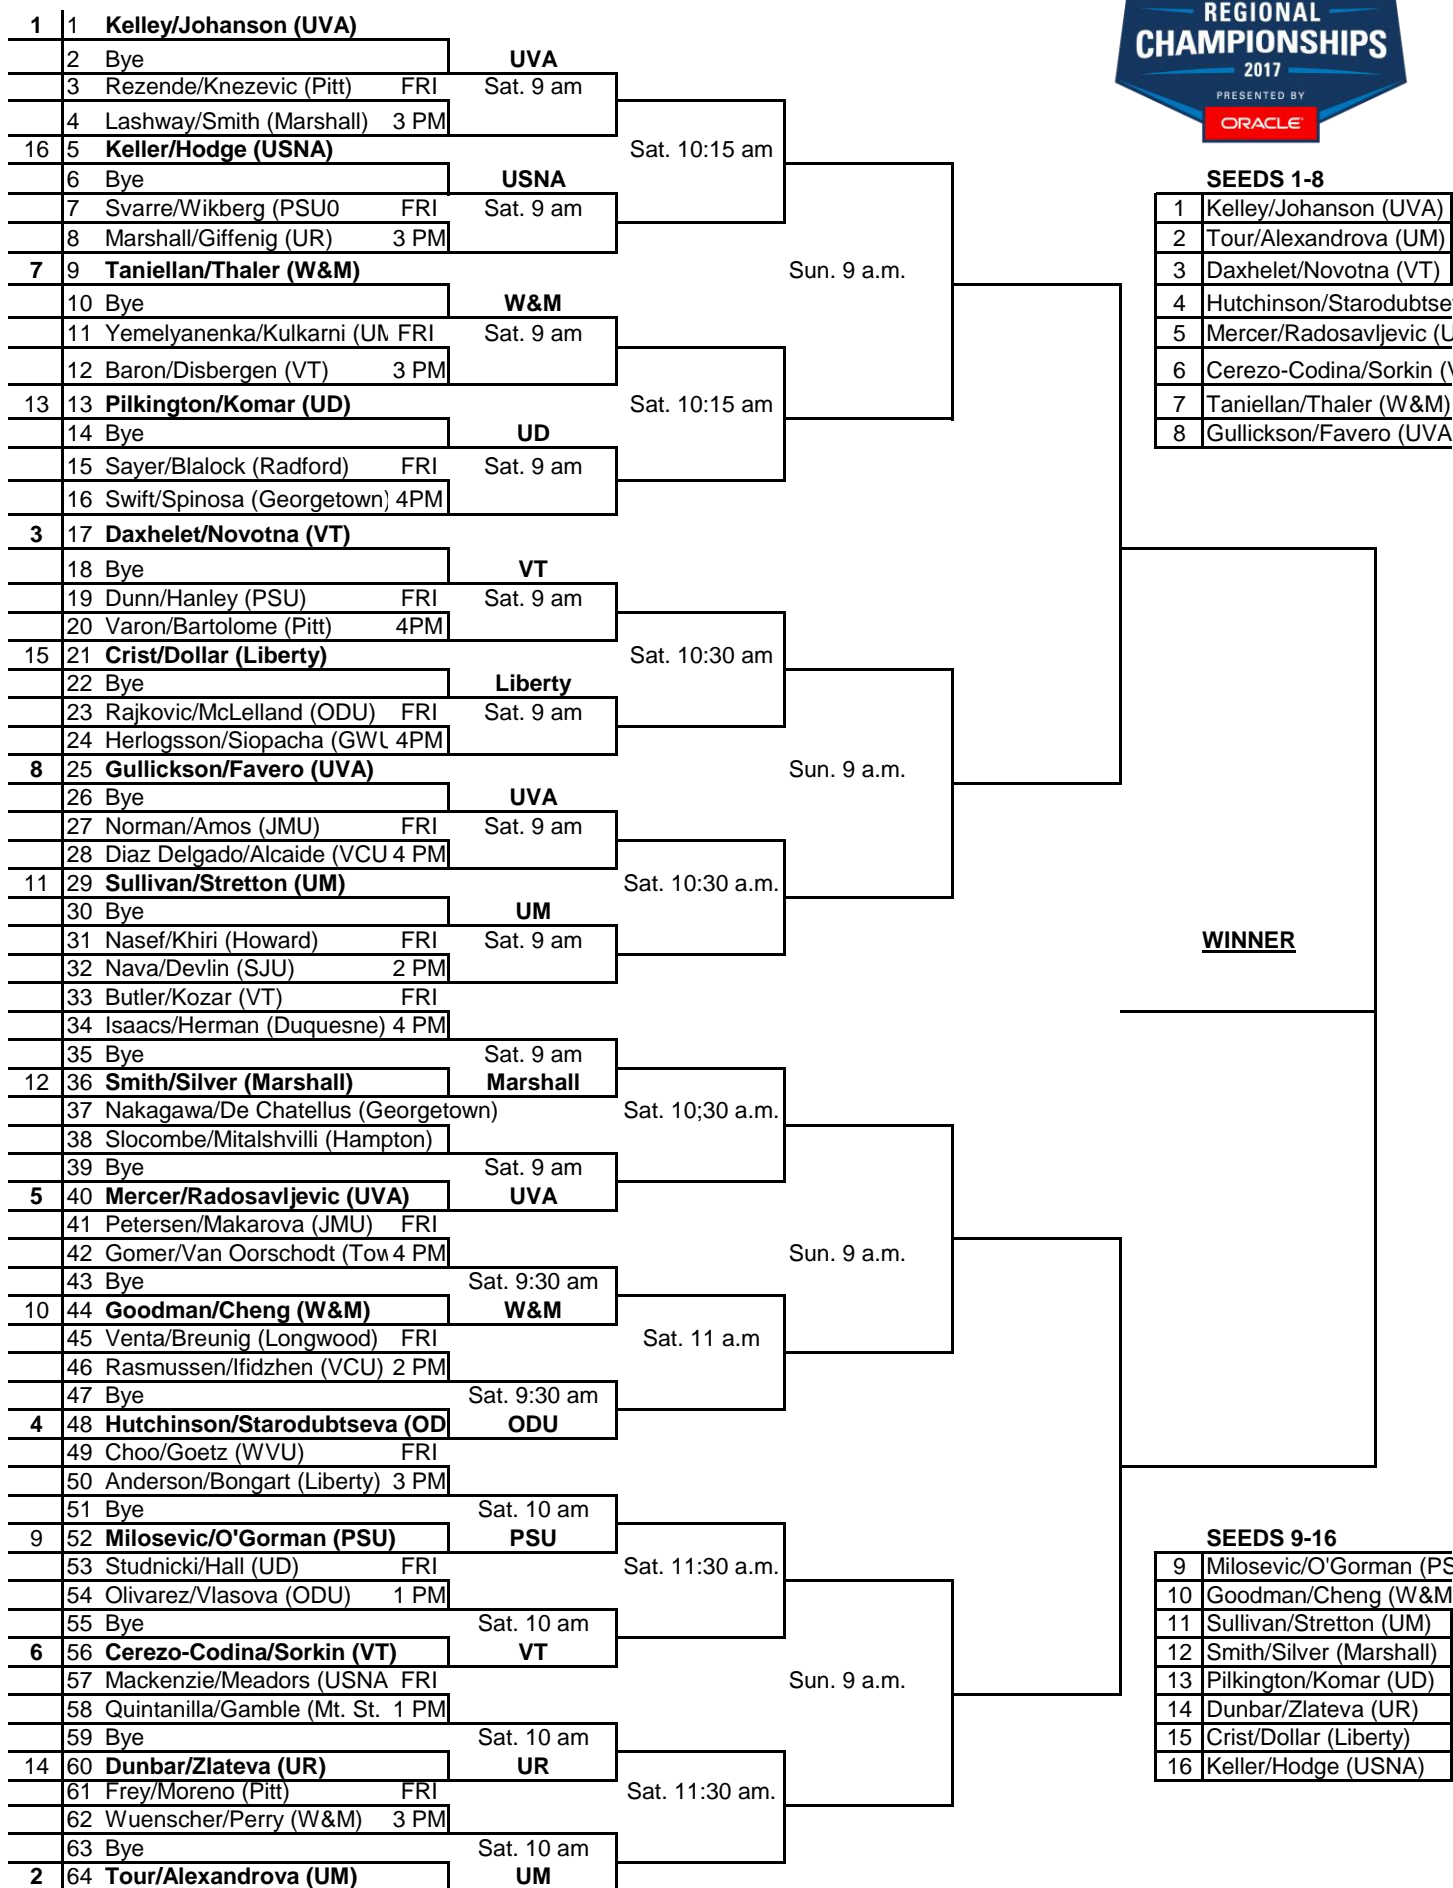 REGIONAL
CHAMPIONSHIPS
2017
PRESENTED BY
ORACLE
1 1 Kelley/Johanson (UVA)
2 Bye UVA
3 Rezende/Knezevic (Pitt) FRI Sat. 9 am
4 Lashway/Smith (Marshall) 3 PM
16 5 Keller/Hodge (USNA) Sat. 10:15 am
6 Bye USNA SEEDS 1-8
7 Svarre/Wikberg (PSU0 FRI Sat. 9 am 1 Kelley/Johanson (UVA)
8 Marshall/Giffenig (UR) 3 PM 2 Tour/Alexandrova (UM)
7 9 Taniellan/Thaler (W&M) Sun. 9 a.m. 3 Daxhelet/Novotna (VT)
10 Bye W&M 4 Hutchinson/Starodubtse
11 Yemelyanenka/Kulkarni (UM FRI Sat. 9 am 5 Mercer/Radosavljevic (U
12 Baron/Disbergen (VT) 3 PM 6 Cerezo-Codina/Sorkin (V
13 13 Pilkington/Komar (UD) Sat. 10:15 am 7 Taniellan/Thaler (W&M)
14 Bye UD 8 Gullickson/Favero (UVA
15 Sayer/Blalock (Radford) FRI Sat. 9 am
16 Swift/Spinosa (Georgetown) 4PM
3 17 Daxhelet/Novotna (VT)
18 Bye VT
19 Dunn/Hanley (PSU) FRI Sat. 9 am
20 Varon/Bartolome (Pitt) 4PM
15 21 Crist/Dollar (Liberty) Sat. 10:30 am
22 Bye Liberty
23 Rajkovic/McLelland (ODU) FRI Sat. 9 am
24 Herlogsson/Siopacha (GWU 4PM
8 25 Gullickson/Favero (UVA) Sun. 9 a.m.
26 Bye UVA
27 Norman/Amos (JMU) FRI Sat. 9 am
28 Diaz Delgado/Alcaide (VCU 4 PM
11 29 Sullivan/Stretton (UM) Sat. 10:30 a.m.
30 Bye UM
31 Nasef/Khiri (Howard) FRI Sat. 9 am WINNER
32 Nava/Devlin (SJU) 2 PM
33 Butler/Kozar (VT) FRI
34 Isaacs/Herman (Duquesne) 4 PM
35 Bye Sat. 9 am
12 36 Smith/Silver (Marshall) Marshall
37 Nakagawa/De Chatellus (Georgetown) Sat. 10;30 a.m.
38 Slocombe/Mitalshvilli (Hampton)
39 Bye Sat. 9 am
5 40 Mercer/Radosavljevic (UVA) UVA
41 Petersen/Makarova (JMU) FRI
42 Gomer/Van Oorschodt (Tow 4 PM Sun. 9 a.m.
43 Bye Sat. 9:30 am
10 44 Goodman/Cheng (W&M) W&M
45 Venta/Breunig (Longwood) FRI Sat. 11 a.m
46 Rasmussen/Ifidzhen (VCU) 2 PM
47 Bye Sat. 9:30 am
4 48 Hutchinson/Starodubtseva (OD ODU
49 Choo/Goetz (WVU) FRI
50 Anderson/Bongart (Liberty) 3 PM
51 Bye Sat. 10 am
9 52 Milosevic/O'Gorman (PSU) PSU SEEDS 9-16
53 Studnicki/Hall (UD) FRI Sat. 11:30 a.m. 9 Milosevic/O'Gorman (PS
54 Olivarez/Vlasova (ODU) 1 PM 10 Goodman/Cheng (W&M
55 Bye Sat. 10 am 11 Sullivan/Stretton (UM)
6 56 Cerezo-Codina/Sorkin (VT) VT 12 Smith/Silver (Marshall)
57 Mackenzie/Meadors (USNA FRI Sun. 9 a.m. 13 Pilkington/Komar (UD)
58 Quintanilla/Gamble (Mt. St. 1 PM 14 Dunbar/Zlateva (UR)
59 Bye Sat. 10 am 15 Crist/Dollar (Liberty)
14 60 Dunbar/Zlateva (UR) UR 16 Keller/Hodge (USNA)
61 Frey/Moreno (Pitt) FRI Sat. 11:30 am.
62 Wuenscher/Perry (W&M) 3 PM
63 Bye Sat. 10 am
2 64 Tour/Alexandrova (UM) UM